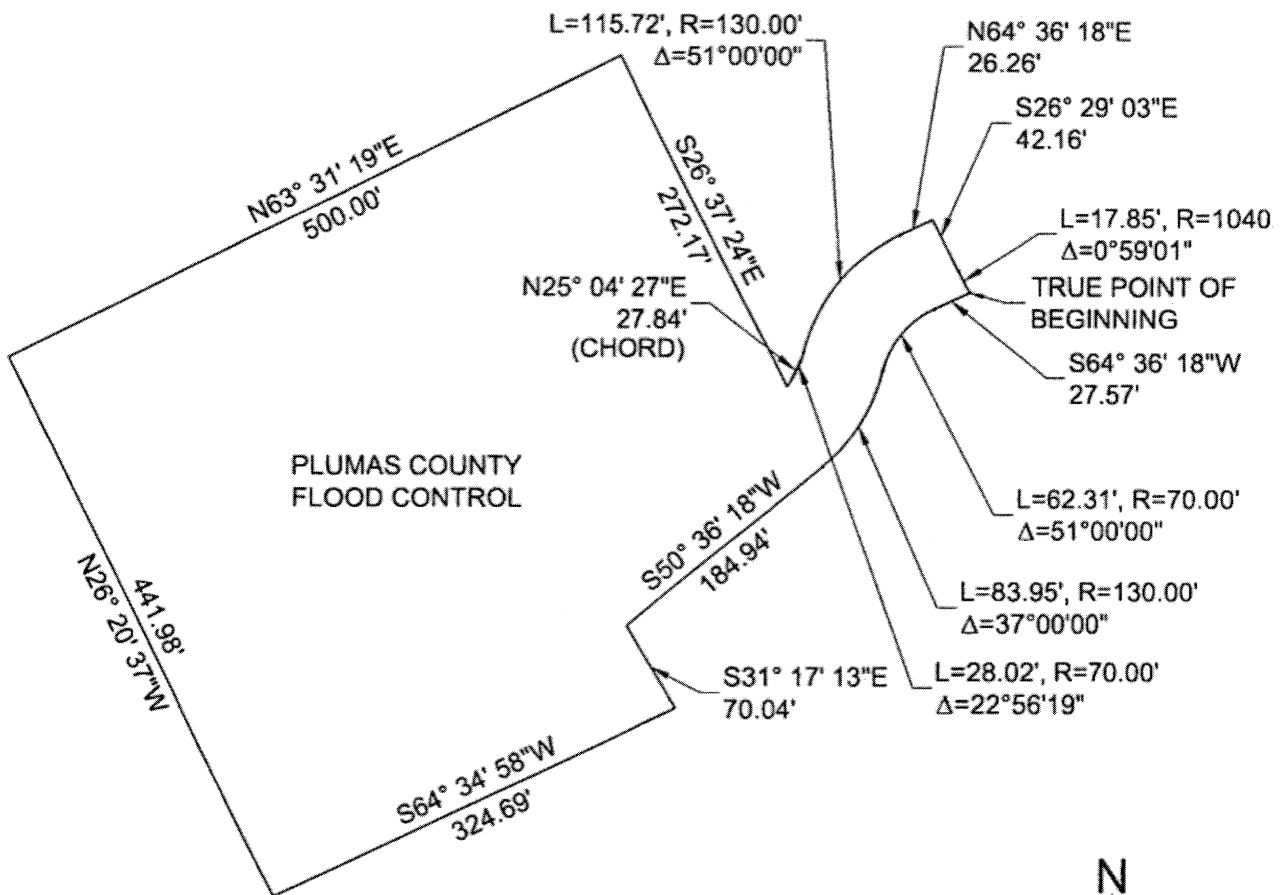 L=115.72', R=130.00'
Δ=51°00'00"
N64° 36' 18"E
26.26'
S26° 29' 03"E
42.16'
N63° 31' 19"E
500.00'
S26° 37' 24"E
272.17'
L=17.85', R=1040
Δ=0°59'01"
TRUE POINT OF
BEGINNING
N25° 04' 27"E
27.84'
(CHORD)
S64° 36' 18"W
27.57'
PLUMAS COUNTY
FLOOD CONTROL
S50° 36' 18"W
184.94'
L=62.31', R=70.00'
Δ=51°00'00"
441.98'
N26° 20' 37"W
L=83.95', R=130.00'
Δ=37°00'00"
S31° 17' 13"E
70.04'
L=28.02', R=70.00'
Δ=22°56'19"
S64° 34' 58"W
324.69'
N